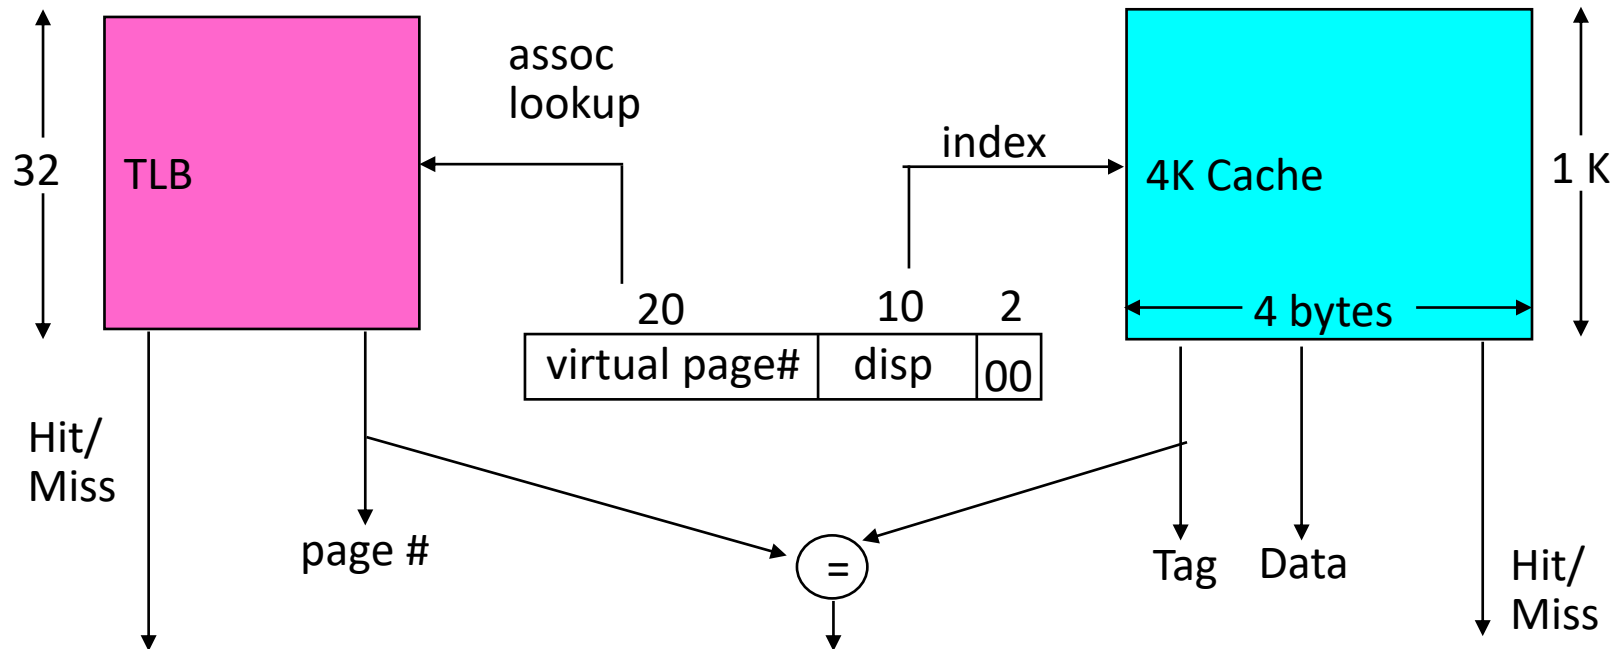 assoc
lookup
index
32
TLB
4K Cache
1 K
20
10
2
4 bytes
virtual page#
disp
00
Hit/
Miss
page #
=
Tag
Data
Hit/
Miss